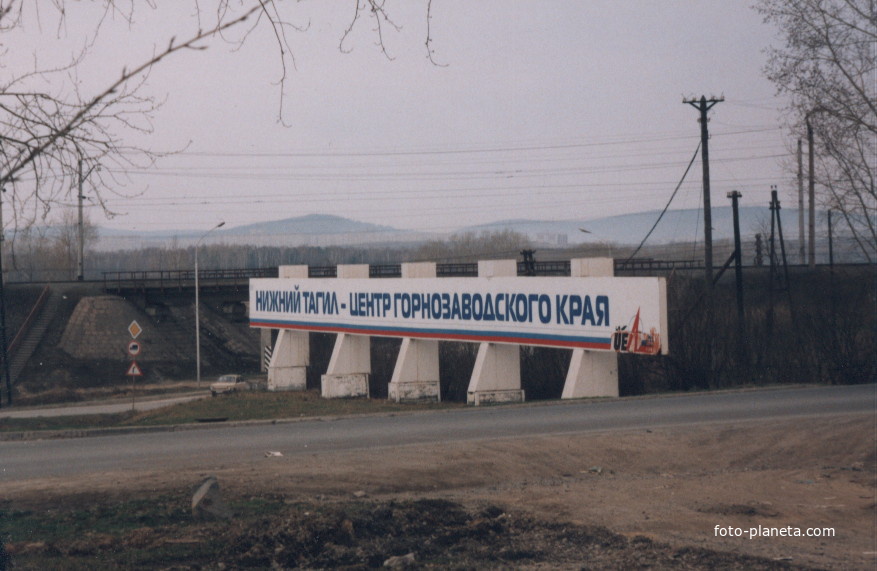 НИЖНИЙ ТАГИЛ - ЦЕНТР ГОРНОЗАВОДСКОГО КРАЯ
foto-planeta.com